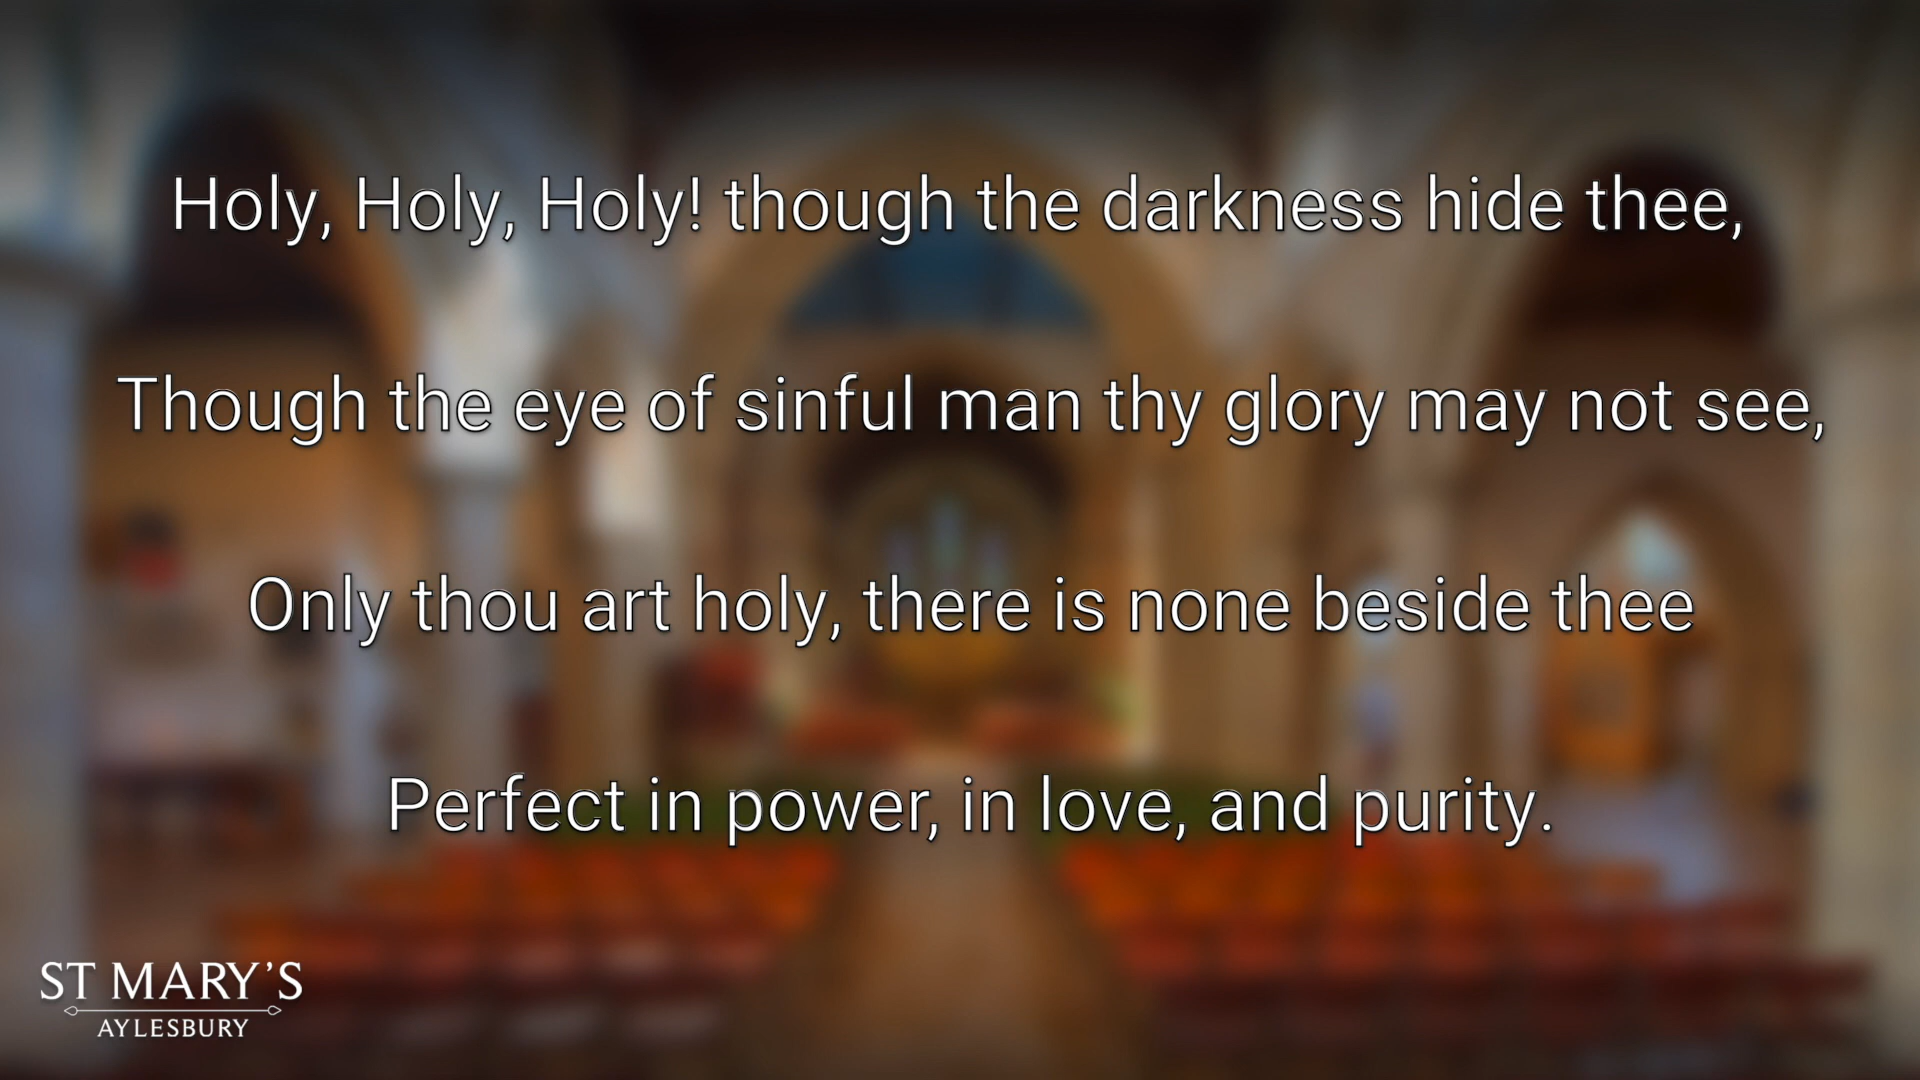 Holy, Holy, Holy! though the darkness hide thee,
Though the eye of sinful man thy glory may not see,
Only thou art holy, there is none beside thee
Perfect in power, in love, and purity.
ST MARY'S
AYLESBURY